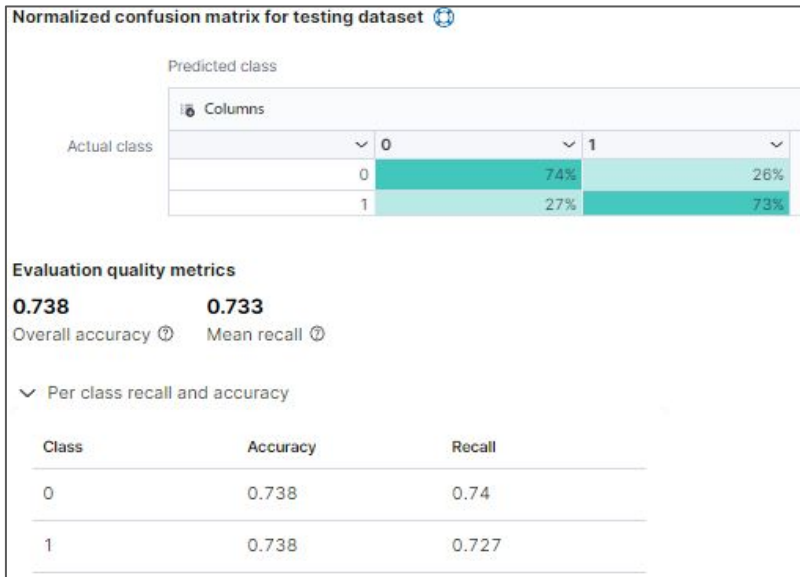 Normalized confusion matrix for testing dataset
Predicted class
Columns
Actual class 0 1
0 74% 26%
1 27% 73%
Evaluation quality metrics
0.738 0.733
Overall accuracy Mean recall
Per class recall and accuracy
Class Accuracy Recall
0 0.738 0.74
1 0.738 0.727